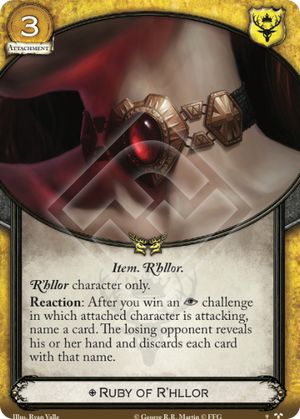 3
ATTACHMENT
Item. R'hllor.
R'hllor character only.
Reaction: After you win an challenge
in which attached character is attacking,
name a card. The losing opponent reveals
his or her hand and discards each card
with that name.
RUBY OF R'HLLOR
Illus. Ryan Valle
© George R.R. Martin © FFG